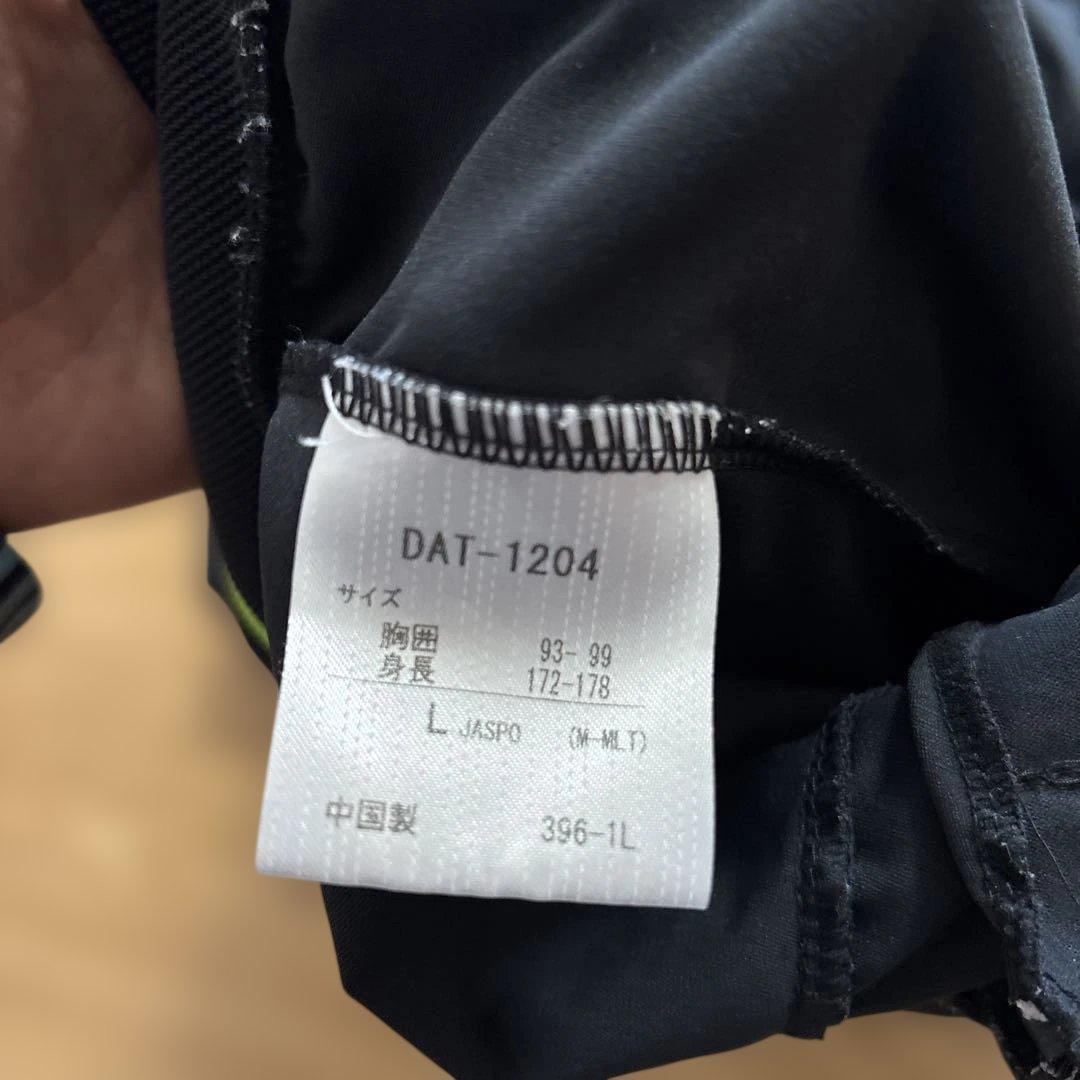 DAT-1204
サイズ
胸囲 93- 99
身長 172-178
L JASPO (M-MLT)
中国製 396-1L